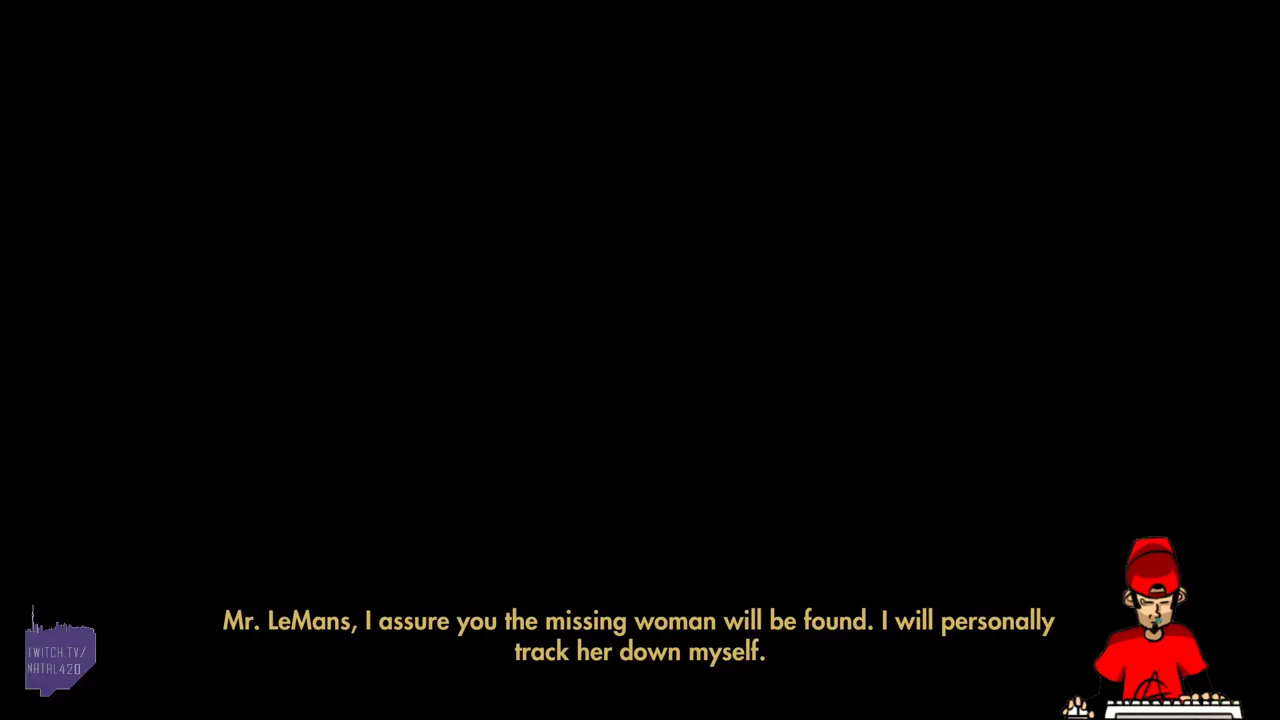 Mr. LeMans, I assure you the missing woman will be found. I will personally
track her down myself.
TWITCH.TV/
NATAL420